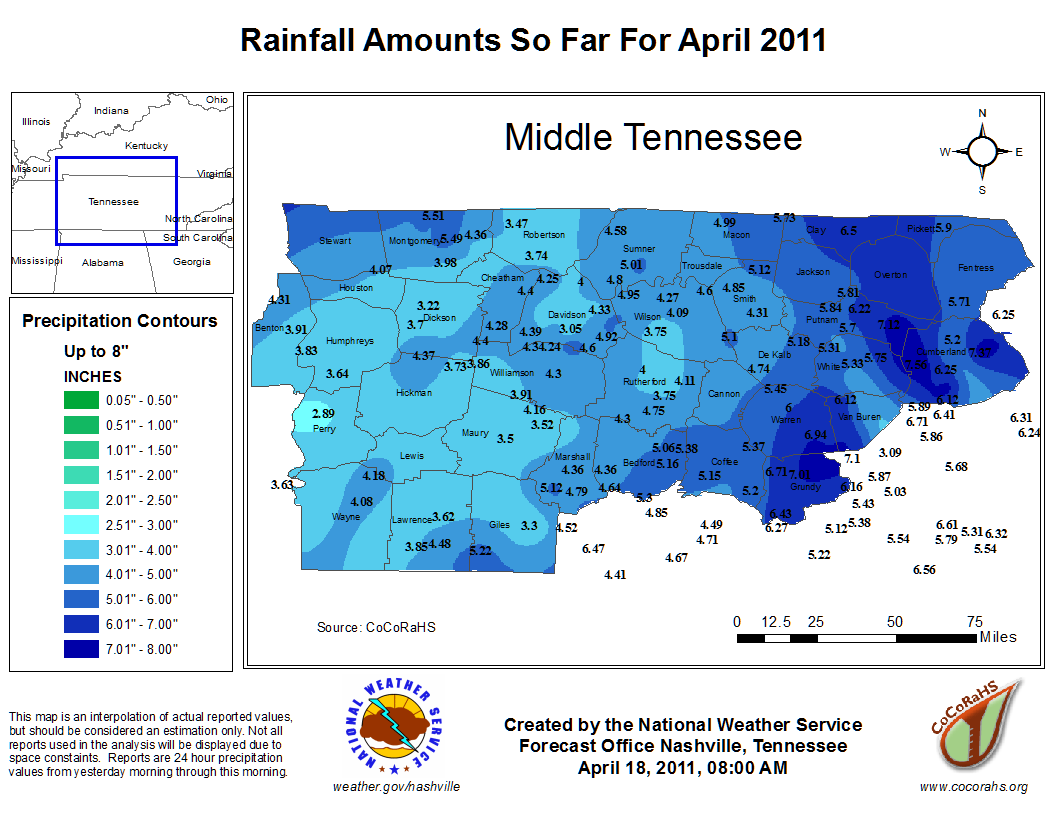 Rainfall Amounts So Far For April 2011
Illinois
Indiana
Ohio
Kentucky
Missouri
Virginia
Tennessee
North Carolina
South Carolina
Mississippi
Alabama
Georgia
Precipitation Contours
Up to 8"
INCHES
0.05" - 0.50"
0.51" - 1.00"
1.01" - 1.50"
1.51" - 2.00"
2.01" - 2.50"
2.51" - 3.00"
3.01" - 4.00"
4.01" - 5.00"
5.01" - 6.00"
6.01" - 7.00"
7.01" - 8.00"
Middle Tennessee
N
W E
S
5.51 3.47 4.58 4.99 5.73
Stewart Montgomery 5.49 4.36 Robertson Macon Clay 6.5 Pickett 5.9
3.98 3.74 Sumner
4.07 5.01 Trousdale 5.12 Jackson Overton Fentress
Houston Cheatham 4.25 4 4.8
4.31 4.4 4.95 4.27 4.6 4.85 5.81 5.71
3.22 Smith 5.84 6.22
Dickson Davidson 4.33 Wilson 4.09 4.31 Putnam 6.25
Benton 3.91 3.7 4.28 4.39 3.05 3.75 5.7 7.12
Humphreys 4.4 4.34 4.24 4.6 4.92 5.1 5.18 5.31 5.2
3.83 4.37 De Kalb Cumberland 7.47
3.64 3.73 3.86 Williamson 4.3 4 4.74 White 5.33 5.75 6.25
Rutherford 4.11
Hickman 3.91 3.75 Cannon 5.45 6.12 6.12
2.89 4.16 4.75 6 5.89 6.41
Perry 3.52 4.3 Warren Van Buren 6.71 6.31
Maury 3.5 6.94 5.86 6.24
Lewis Marshall 5.06 5.38 5.37 3.09
4.18 4.36 4.36 Bedford 5.16 Coffee 7.1 5.68
3.63 5.15 6.71 7.01 5.87
5.12 4.79 4.64 5.2 Grundy 6.16 5.03
4.08 5.3 5.43
Wayne Lawrence 3.62 Giles 3.3 4.52 4.85 4.49 6.43 6.27 5.12 5.38 6.61 5.31 6.32
3.85 4.48 5.22 6.47 4.71 5.54 5.79 5.54
4.67 5.22
4.41 6.56
Source: CoCoRaHS
0 12.5 25 50 75
Miles
This map is an interpolation of actual reported values,
but should be considered an estimation only. Not all
reports used in the analysis will be displayed due to
space constaints. Reports are 24 hour precipitation
values from yesterday morning through this morning.
NATIONAL WEATHER SERVICE
weather.gov/nashville
Created by the National Weather Service
Forecast Office Nashville, Tennessee
April 18, 2011, 08:00 AM
CoCoRaHS
www.cocorahs.org